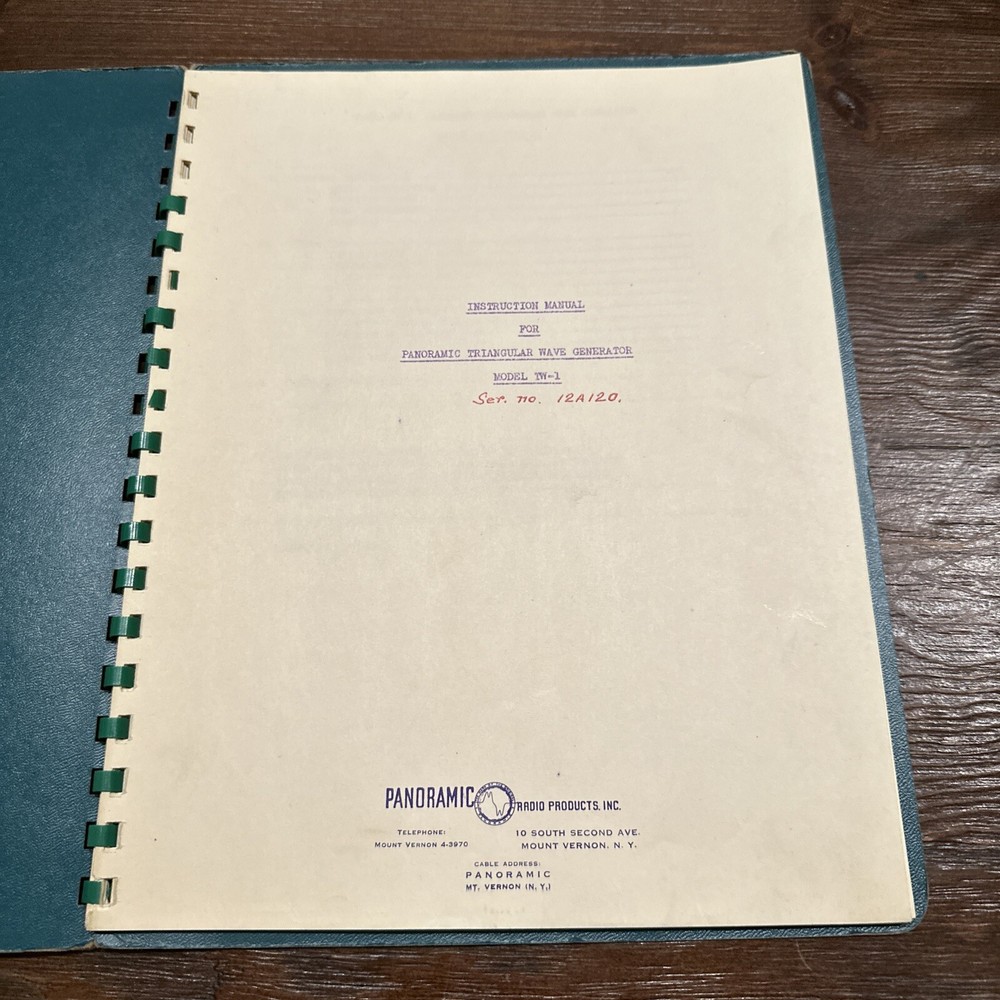 INSTRUCTION MANUAL
FOR
PANORAMIC TRIANGULAR WAVE GENERATOR
MODEL TW-1
Ser. no. 12A120.
PANORAMIC RADIO PRODUCTS, INC.
TELEPHONE:
MOUNT VERNON 4-3970
10 SOUTH SECOND AVE.
MOUNT VERNON, N. Y.
CABLE ADDRESS:
PANORAMIC
MT. VERNON (N. Y.)